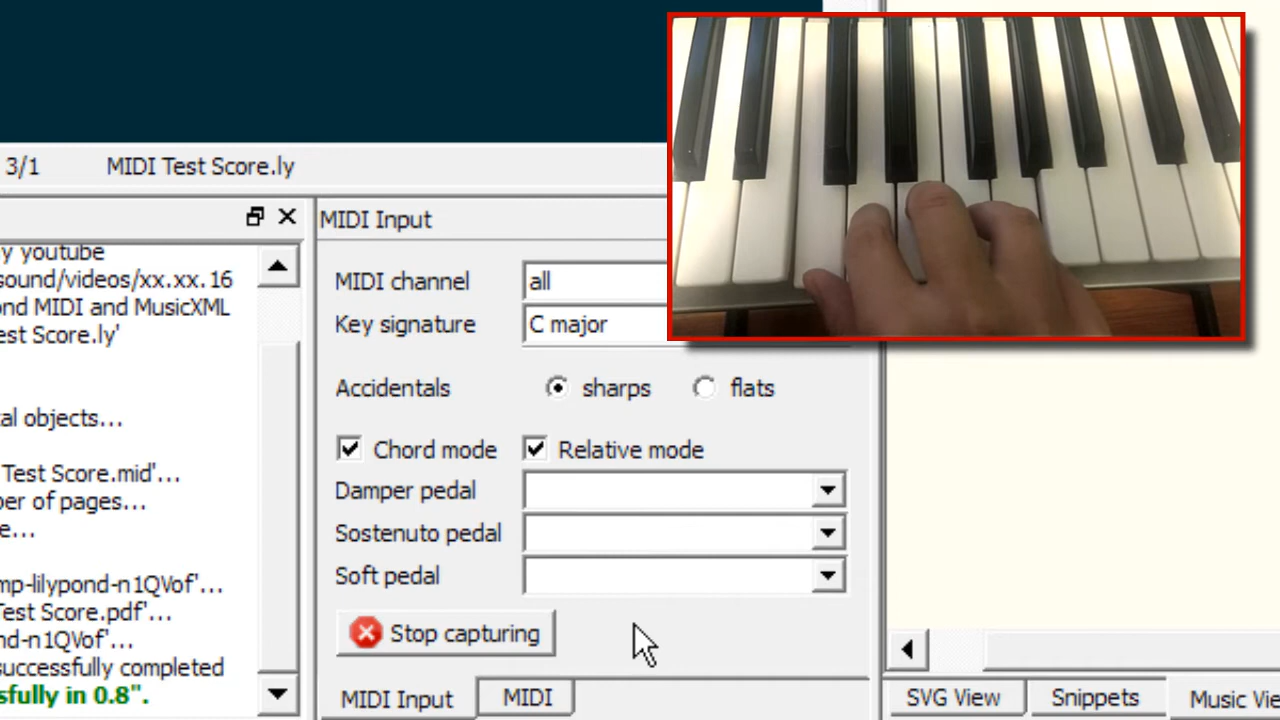 3/1 MIDI Test Score.ly
y youtube
sound/videos/xx.xx.16
ond MIDI and MusicXML
est Score.ly'
al objects...
Test Score.mid'...
er of pages...
e...
mp-lilypond-n1QVof'...
Test Score.pdf'...
nd-n1QVof'...
successfully completed
sfully in 0.8".
MIDI Input
MIDI channel all
Key signature C major
Accidentals sharps flats
Chord mode Relative mode
Damper pedal
Sostenuto pedal
Soft pedal
Stop capturing
MIDI Input MIDI
SVG View Snippets Music Vie